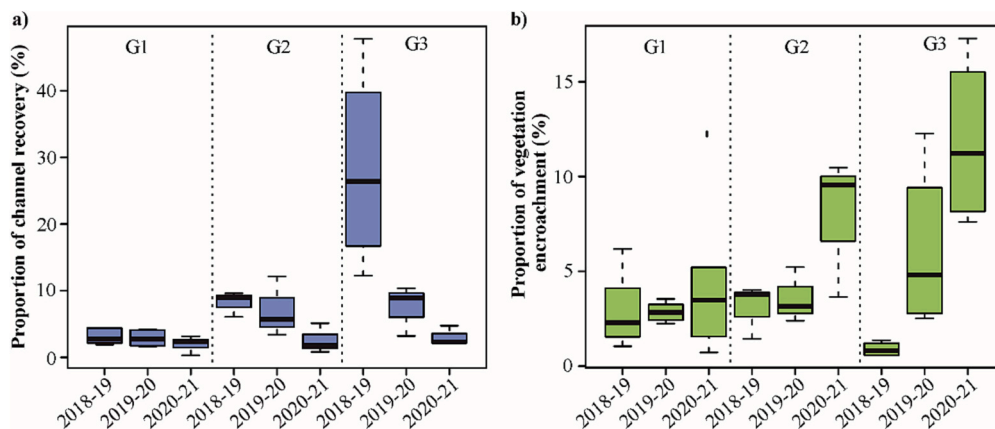 a)
Proportion of channel recovery (%)
G1
G2
G3
40
30
20
10
0
2018-19
2019-20
2020-21
2018-19
2019-20
2020-21
2018-19
2019-20
2020-21
b)
Proportion of vegetation
encroachment (%)
G1
G2
G3
15
10
5
0
2018-19
2019-20
2020-21
2018-19
2019-20
2020-21
2018-19
2019-20
2020-21